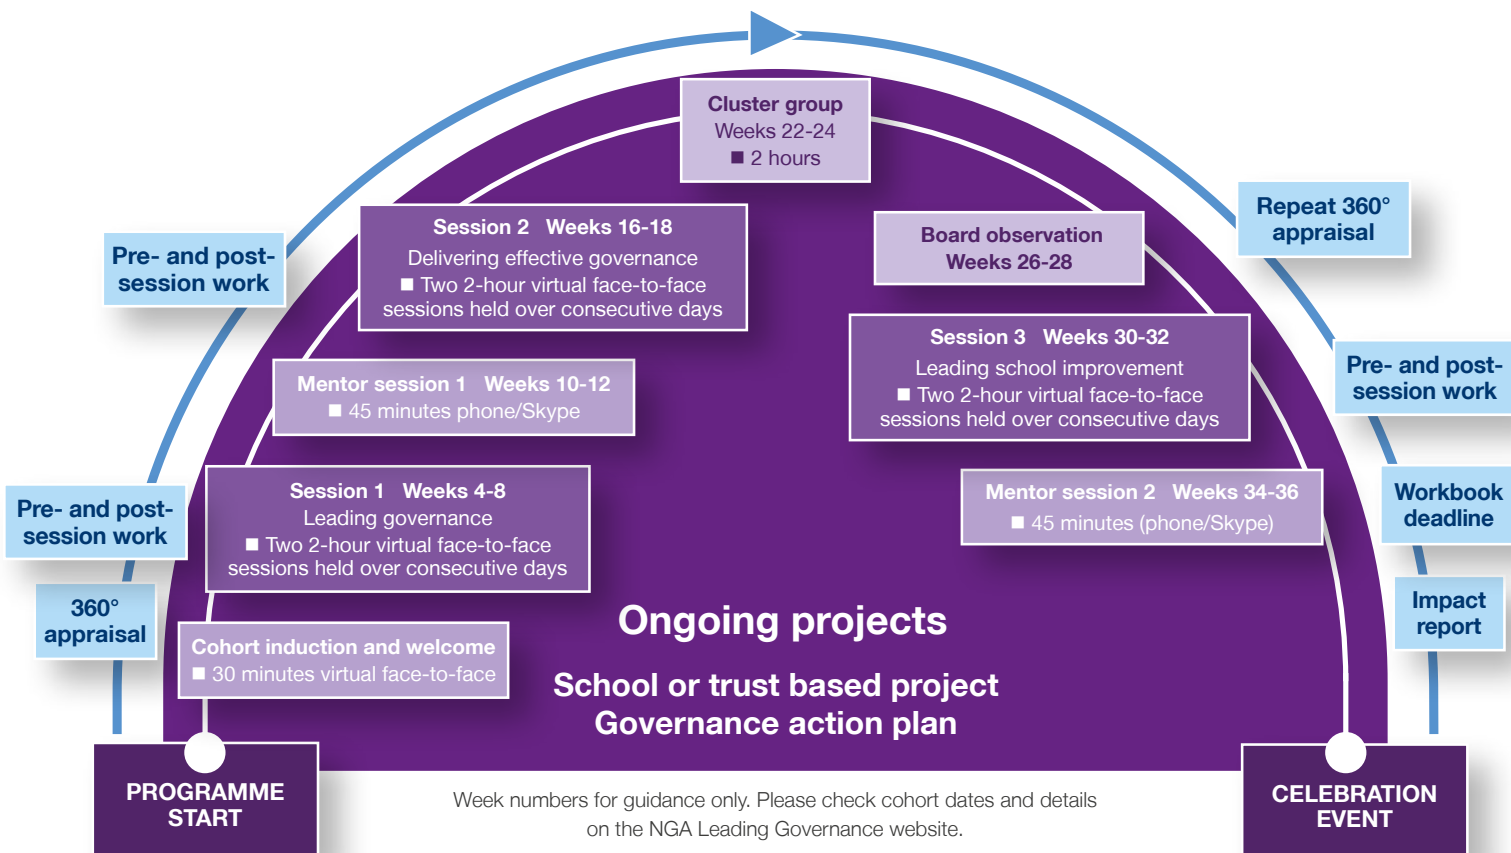 PROGRAMME
START
Cohort induction and welcome
■ 30 minutes virtual face-to-face
360°
appraisal
Pre- and post-
session work
Session 1 Weeks 4-8
Leading governance
■ Two 2-hour virtual face-to-face
sessions held over consecutive days
Mentor session 1 Weeks 10-12
■ 45 minutes phone/Skype
Pre- and post-
session work
Session 2 Weeks 16-18
Delivering effective governance
■ Two 2-hour virtual face-to-face
sessions held over consecutive days
Cluster group
Weeks 22-24
■ 2 hours
Board observation
Weeks 26-28
Repeat 360°
appraisal
Session 3 Weeks 30-32
Leading school improvement
■ Two 2-hour virtual face-to-face
sessions held over consecutive days
Pre- and post-
session work
Mentor session 2 Weeks 34-36
■ 45 minutes (phone/Skype)
Workbook
deadline
Impact
report
CELEBRATION
EVENT
Ongoing projects
School or trust based project
Governance action plan
Week numbers for guidance only. Please check cohort dates and details
on the NGA Leading Governance website.